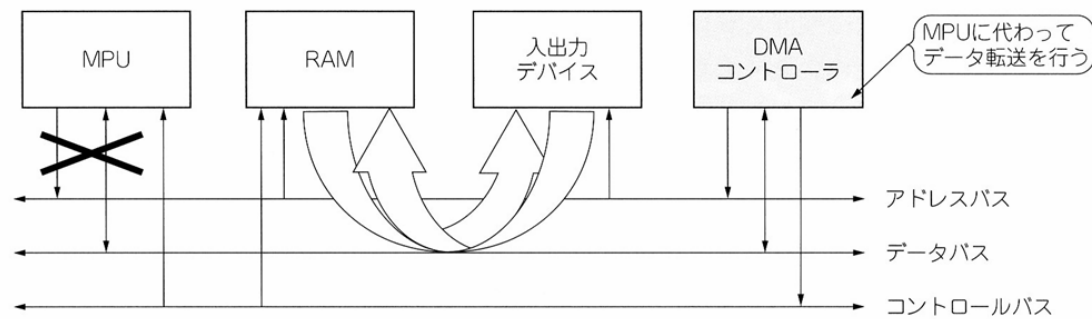 MPU
RAM
入出力
デバイス
DMA
コントローラ
MPUに代わって
データ転送を行う
アドレスバス
データバス
コントロールバス